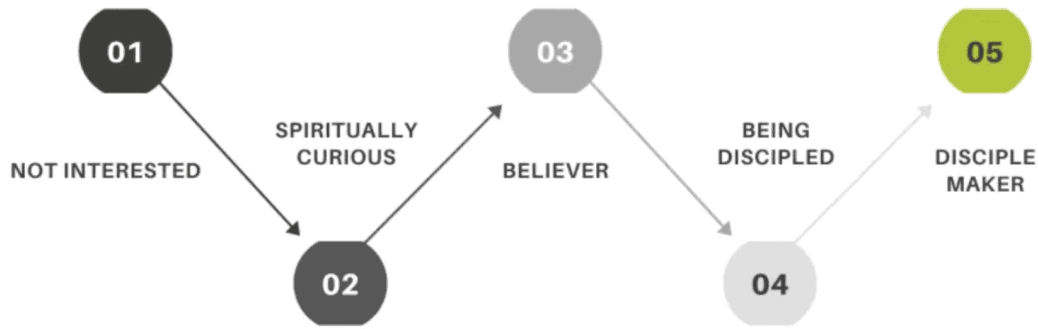 01
NOT INTERESTED
SPIRITUALLY
CURIOUS
02
03
BELIEVER
BEING
DISCIPLED
04
05
DISCIPLE
MAKER